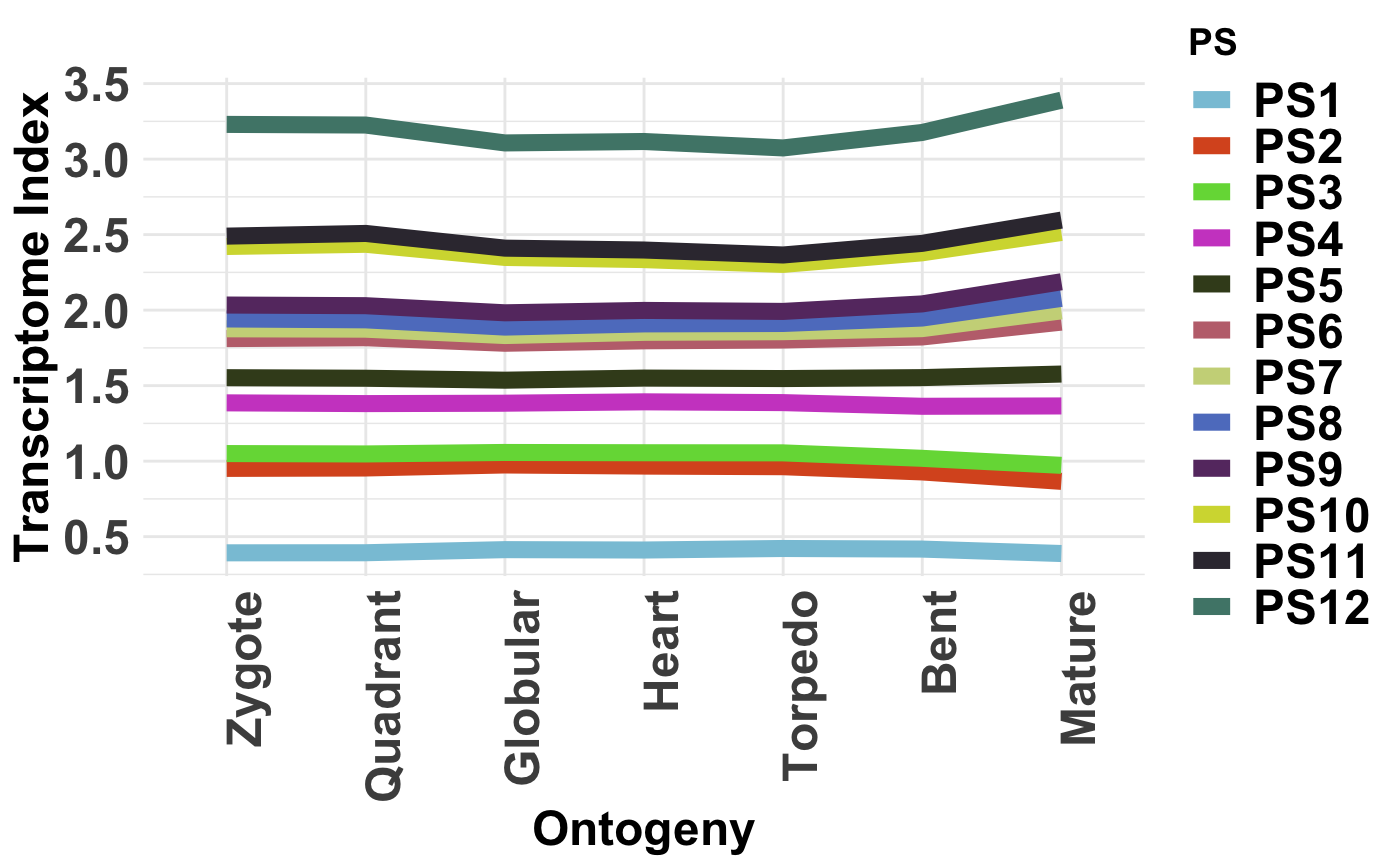 Transcriptome Index
3.5
3.0
2.5
2.0
1.5
1.0
0.5
Zygote
Quadrant
Globular
Heart
Torpedo
Bent
Mature
Ontogeny
PS
PS1
PS2
PS3
PS4
PS5
PS6
PS7
PS8
PS9
PS10
PS11
PS12